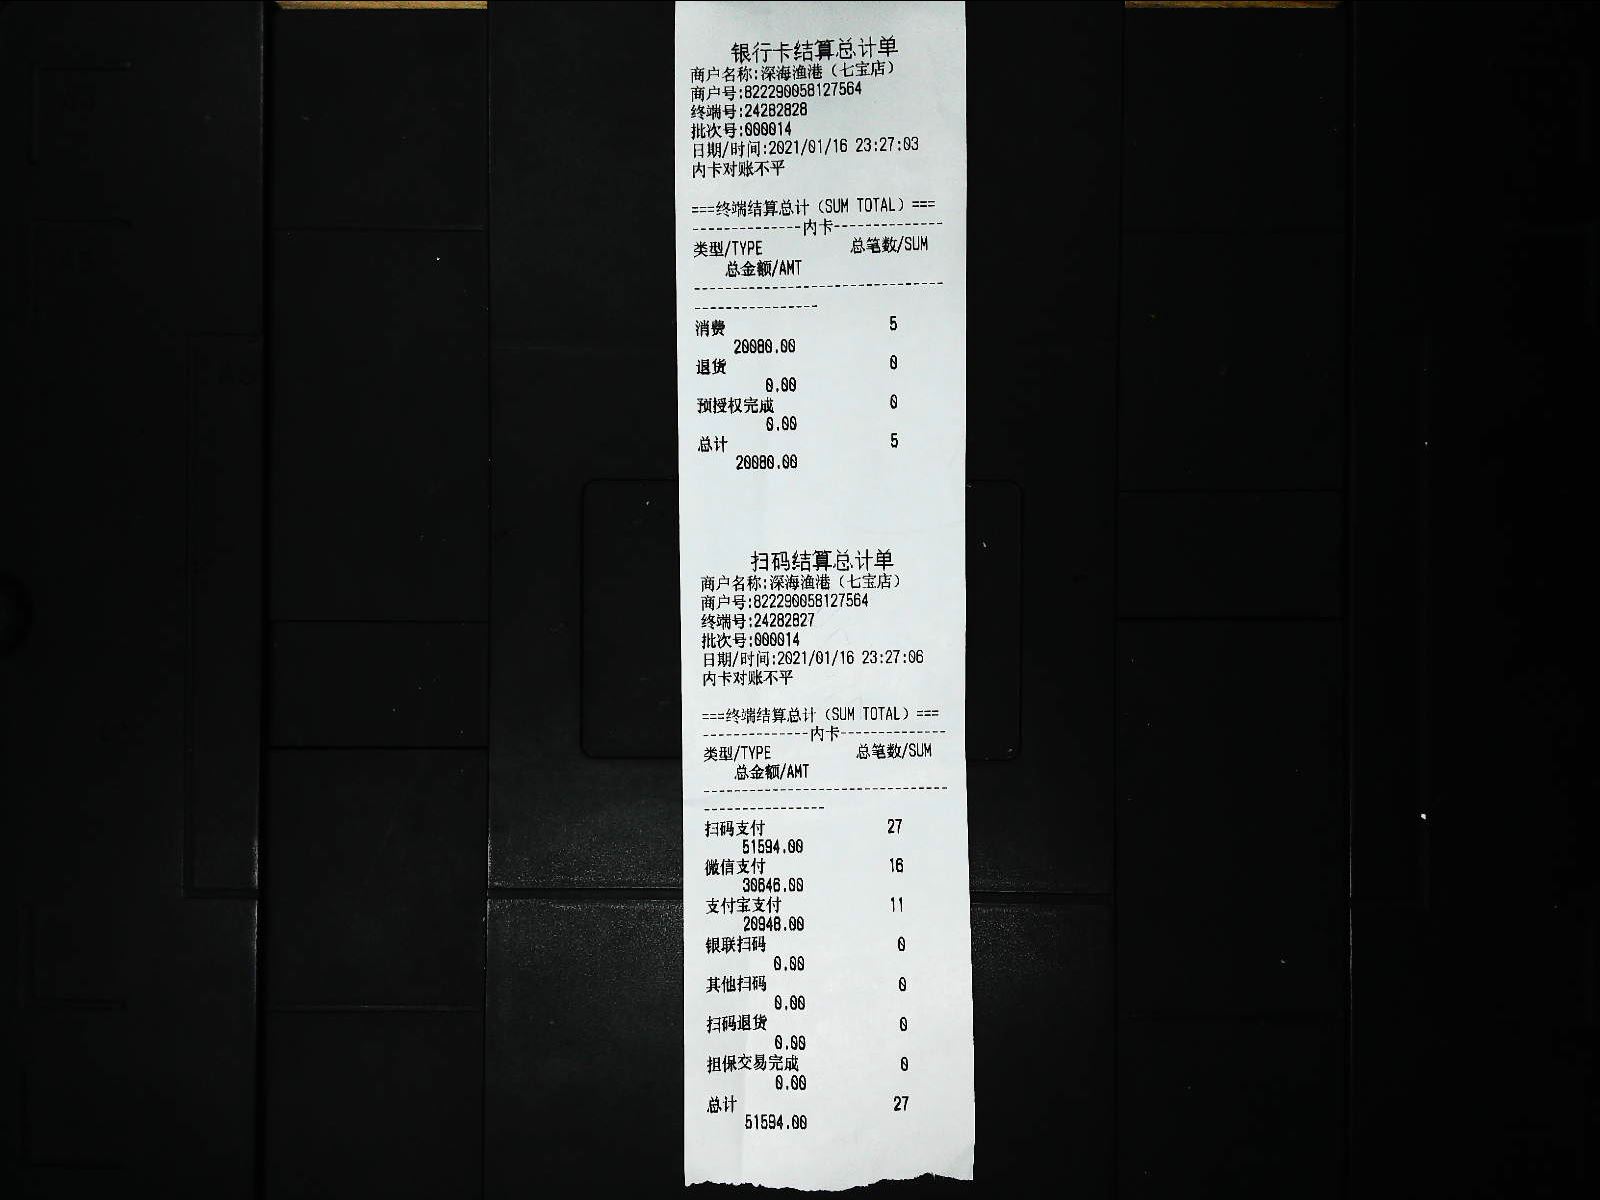 银行卡结算总计单
商户名称:深海渔港（七宝店）
商户号:822290058127564
终端号:24282828
批次号:000014
日期/时间:2021/01/16 23:27:03
内卡对账不平
===终端结算总计（SUM TOTAL）===
--------------内卡--------------
类型/TYPE 总笔数/SUM
总金额/AMT
--------------------------------
----------------
消费 5
20080.00
退货 0
0.00
预授权完成 0
0.00
总计 5
20080.00
扫码结算总计单
商户名称:深海渔港（七宝店）
商户号:822290058127564
终端号:24282827
批次号:000014
日期/时间:2021/01/16 23:27:06
内卡对账不平
===终端结算总计（SUM TOTAL）===
--------------内卡--------------
类型/TYPE 总笔数/SUM
总金额/AMT
--------------------------------
----------------
扫码支付 27
51594.00
微信支付 16
30646.00
支付宝支付 11
20948.00
银联扫码 0
0.00
其他扫码 0
0.00
扫码退货 0
0.00
担保交易完成 0
0.00
总计 27
51594.00